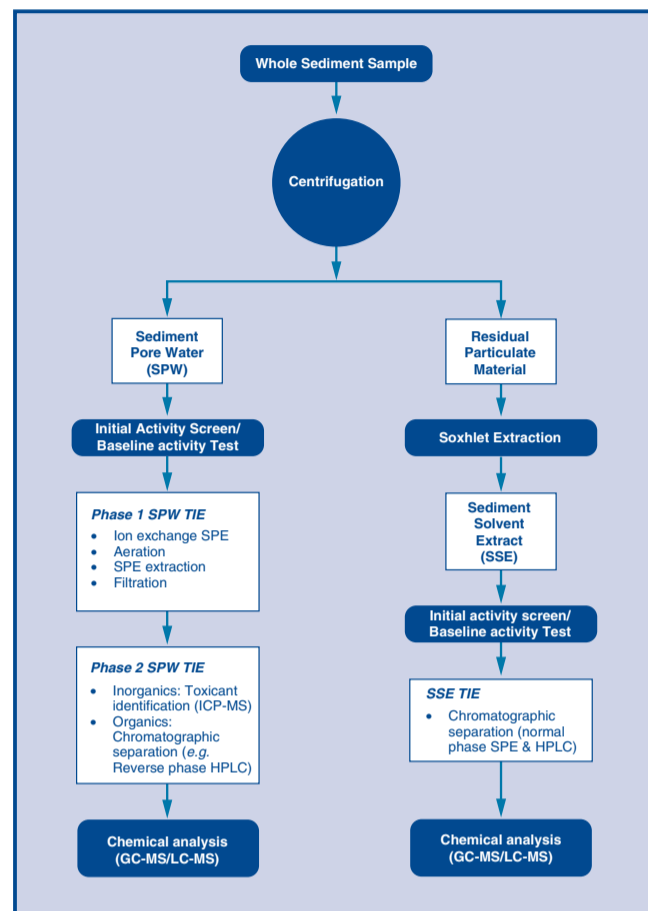 Whole Sediment Sample
Centrifugation
Sediment
Pore Water
(SPW)
Initial Activity Screen/
Baseline activity Test
Phase 1 SPW TIE
• Ion exchange SPE
• Aeration
• SPE extraction
• Filtration
Phase 2 SPW TIE
• Inorganics: Toxicant
identification (ICP-MS)
• Organics:
Chromatographic
separation (e.g.
Reverse phase HPLC)
Chemical analysis
(GC-MS/LC-MS)
Residual
Particulate
Material
Soxhlet Extraction
Sediment
Solvent
Extract
(SSE)
Initial activity screen/
Baseline activity Test
SSE TIE
• Chromatographic
separation (normal
phase SPE & HPLC)
Chemical analysis
(GC-MS/LC-MS)